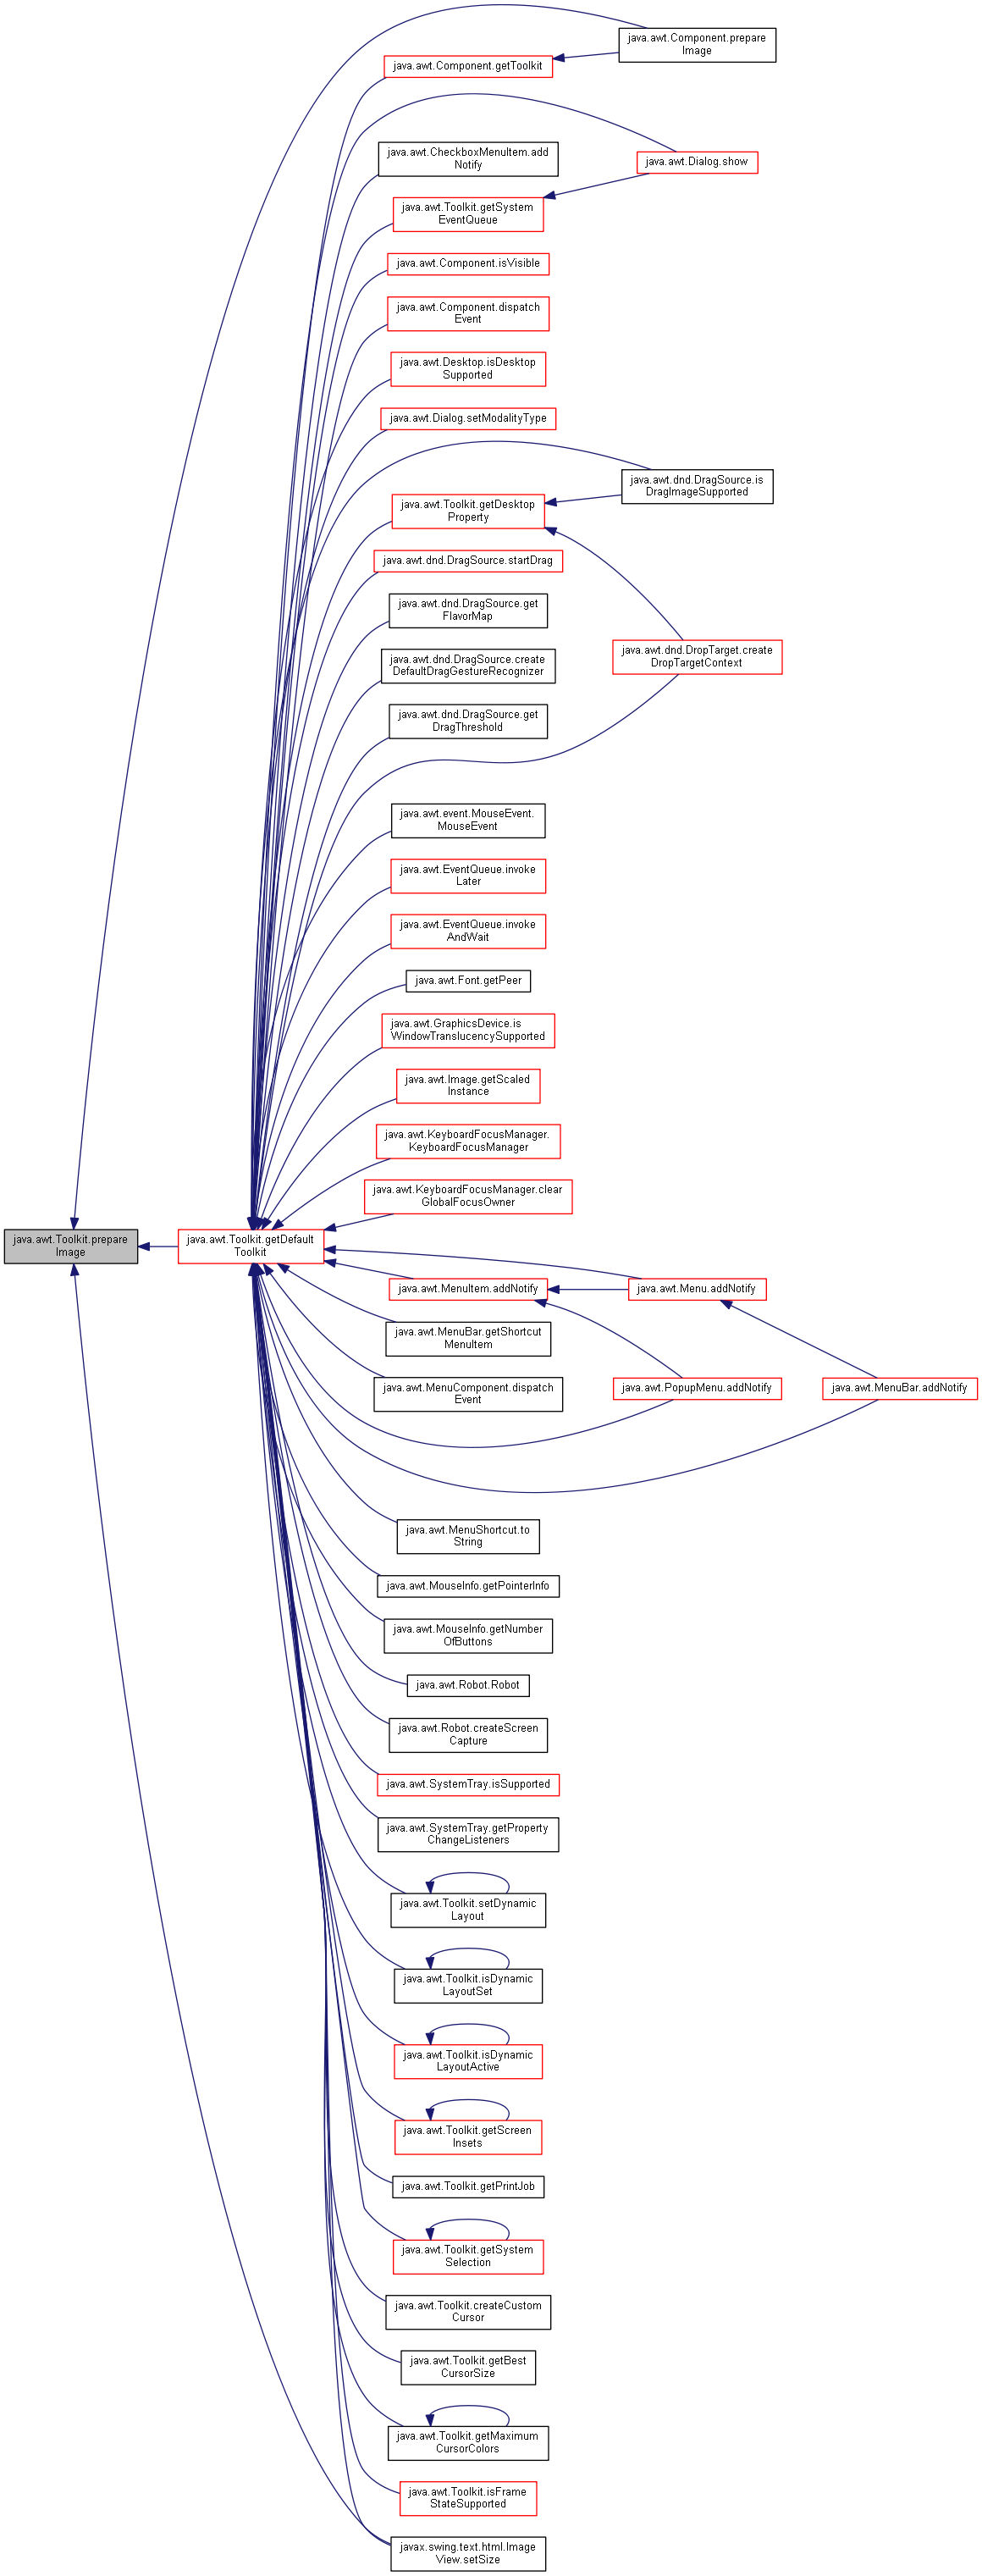 java.awt.Component.prepare
Image
java.awt.Component.getToolkit
java.awt.CheckboxMenuItem.add
Notify
java.awt.Dialog.show
java.awt.Toolkit.getSystem
EventQueue
java.awt.Component.isVisible
java.awt.Component.dispatch
Event
java.awt.Desktop.isDesktop
Supported
java.awt.Dialog.setModalityType
java.awt.dnd.DragSource.is
DragImageSupported
java.awt.Toolkit.getDesktop
Property
java.awt.dnd.DragSource.startDrag
java.awt.dnd.DragSource.get
FlavorMap
java.awt.dnd.DropTarget.create
DropTargetContext
java.awt.dnd.DragSource.create
DefaultDragGestureRecognizer
java.awt.dnd.DragSource.get
DragThreshold
java.awt.event.MouseEvent.
MouseEvent
java.awt.EventQueue.invoke
Later
java.awt.EventQueue.invoke
AndWait
java.awt.Font.getPeer
java.awt.GraphicsDevice.is
WindowTranslucencySupported
java.awt.Image.getScaled
Instance
java.awt.KeyboardFocusManager.
KeyboardFocusManager
java.awt.KeyboardFocusManager.clear
GlobalFocusOwner
java.awt.Toolkit.prepare
Image
java.awt.Toolkit.getDefault
Toolkit
java.awt.MenuItem.addNotify
java.awt.Menu.addNotify
java.awt.MenuBar.getShortcut
MenuItem
java.awt.MenuComponent.dispatch
Event
java.awt.PopupMenu.addNotify
java.awt.MenuBar.addNotify
java.awt.MenuShortcut.to
String
java.awt.MouseInfo.getPointerInfo
java.awt.MouseInfo.getNumber
OfButtons
java.awt.Robot.Robot
java.awt.Robot.createScreen
Capture
java.awt.SystemTray.isSupported
java.awt.SystemTray.getProperty
ChangeListeners
java.awt.Toolkit.setDynamic
Layout
java.awt.Toolkit.isDynamic
LayoutSet
java.awt.Toolkit.isDynamic
LayoutActive
java.awt.Toolkit.getScreen
Insets
java.awt.Toolkit.getPrintJob
java.awt.Toolkit.getSystem
Selection
java.awt.Toolkit.createCustom
Cursor
java.awt.Toolkit.getBest
CursorSize
java.awt.Toolkit.getMaximum
CursorColors
java.awt.Toolkit.isFrame
StateSupported
javax.swing.text.html.Image
View.setSize